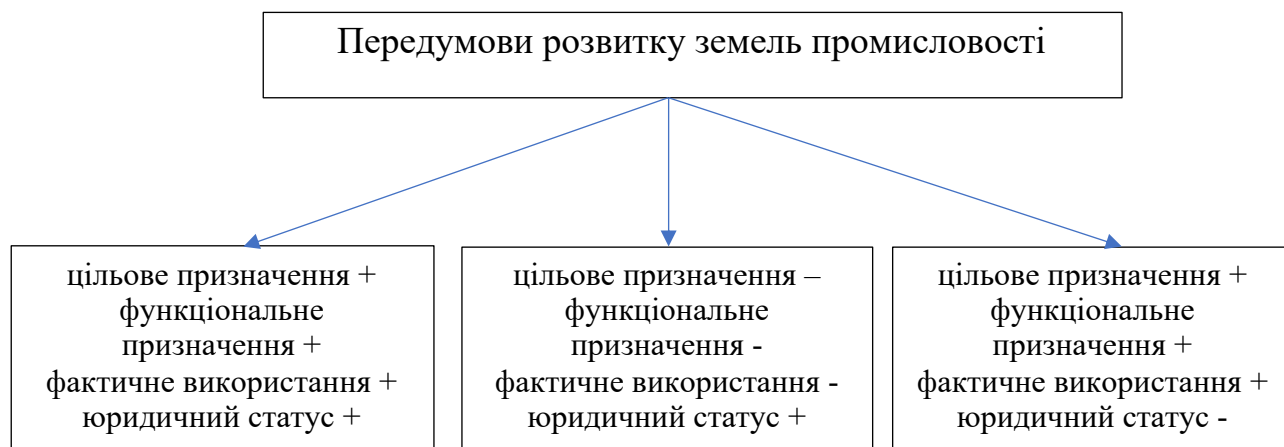 Передумови розвитку земель промисловості
цільове призначення +
функціональне
призначення +
фактичне використання +
юридичний статус +
цільове призначення –
функціональне
призначення -
фактичне використання -
юридичний статус +
цільове призначення +
функціональне
призначення +
фактичне використання +
юридичний статус -